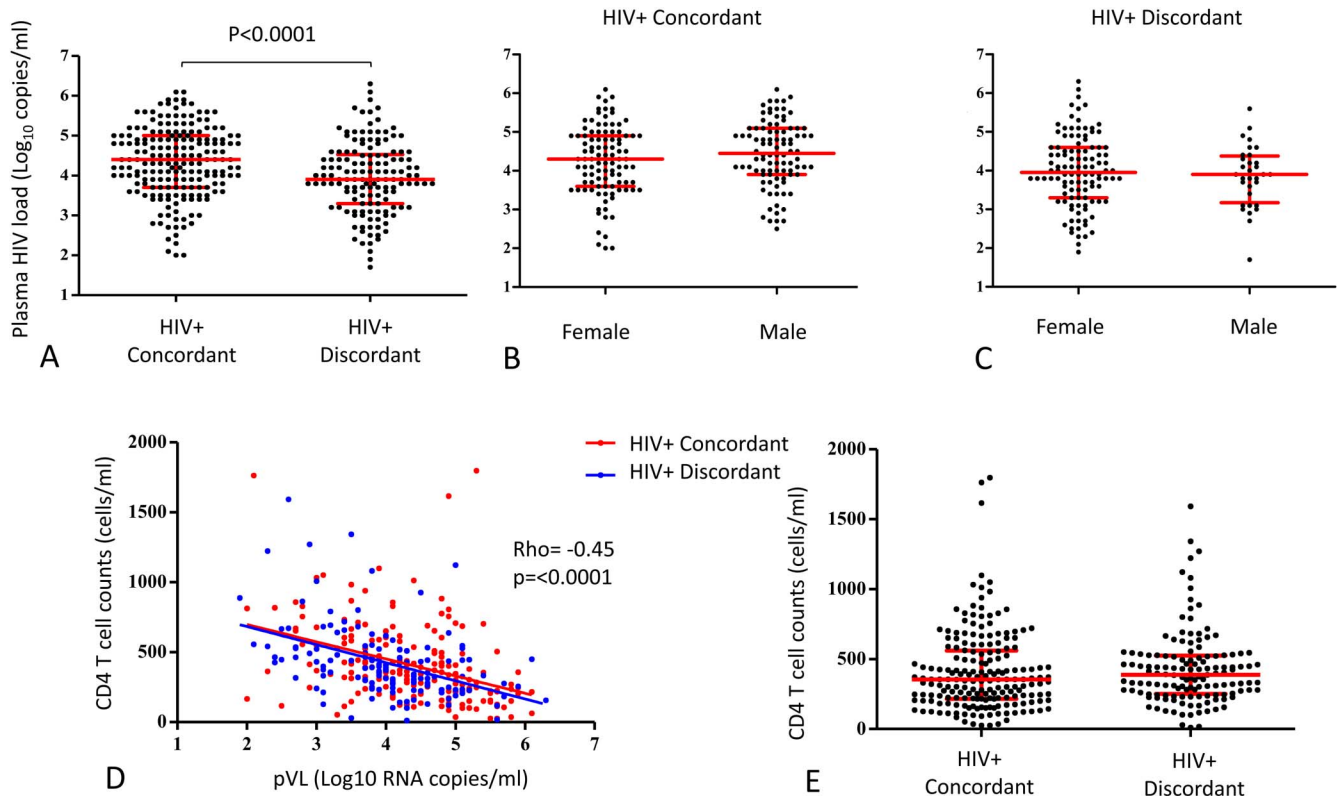 P<0.0001
Plasma HIV load (Log10 copies/ml)
7
6
5
4
3
2
1
HIV+
Concordant
HIV+
Discordant
A
HIV+ Concordant
7
6
5
4
3
2
1
Female
Male
B
HIV+ Discordant
7
6
5
4
3
2
1
Female
Male
C
CD4 T cell counts (cells/ml)
2000
1500
1000
500
0
1 2 3 4 5 6 7
pVL (Log10 RNA copies/ml)
HIV+ Concordant
HIV+ Discordant
Rho= -0.45
p=<0.0001
D
CD4 T cell counts (cells/ml)
2000
1500
1000
500
0
HIV+
Concordant
HIV+
Discordant
E